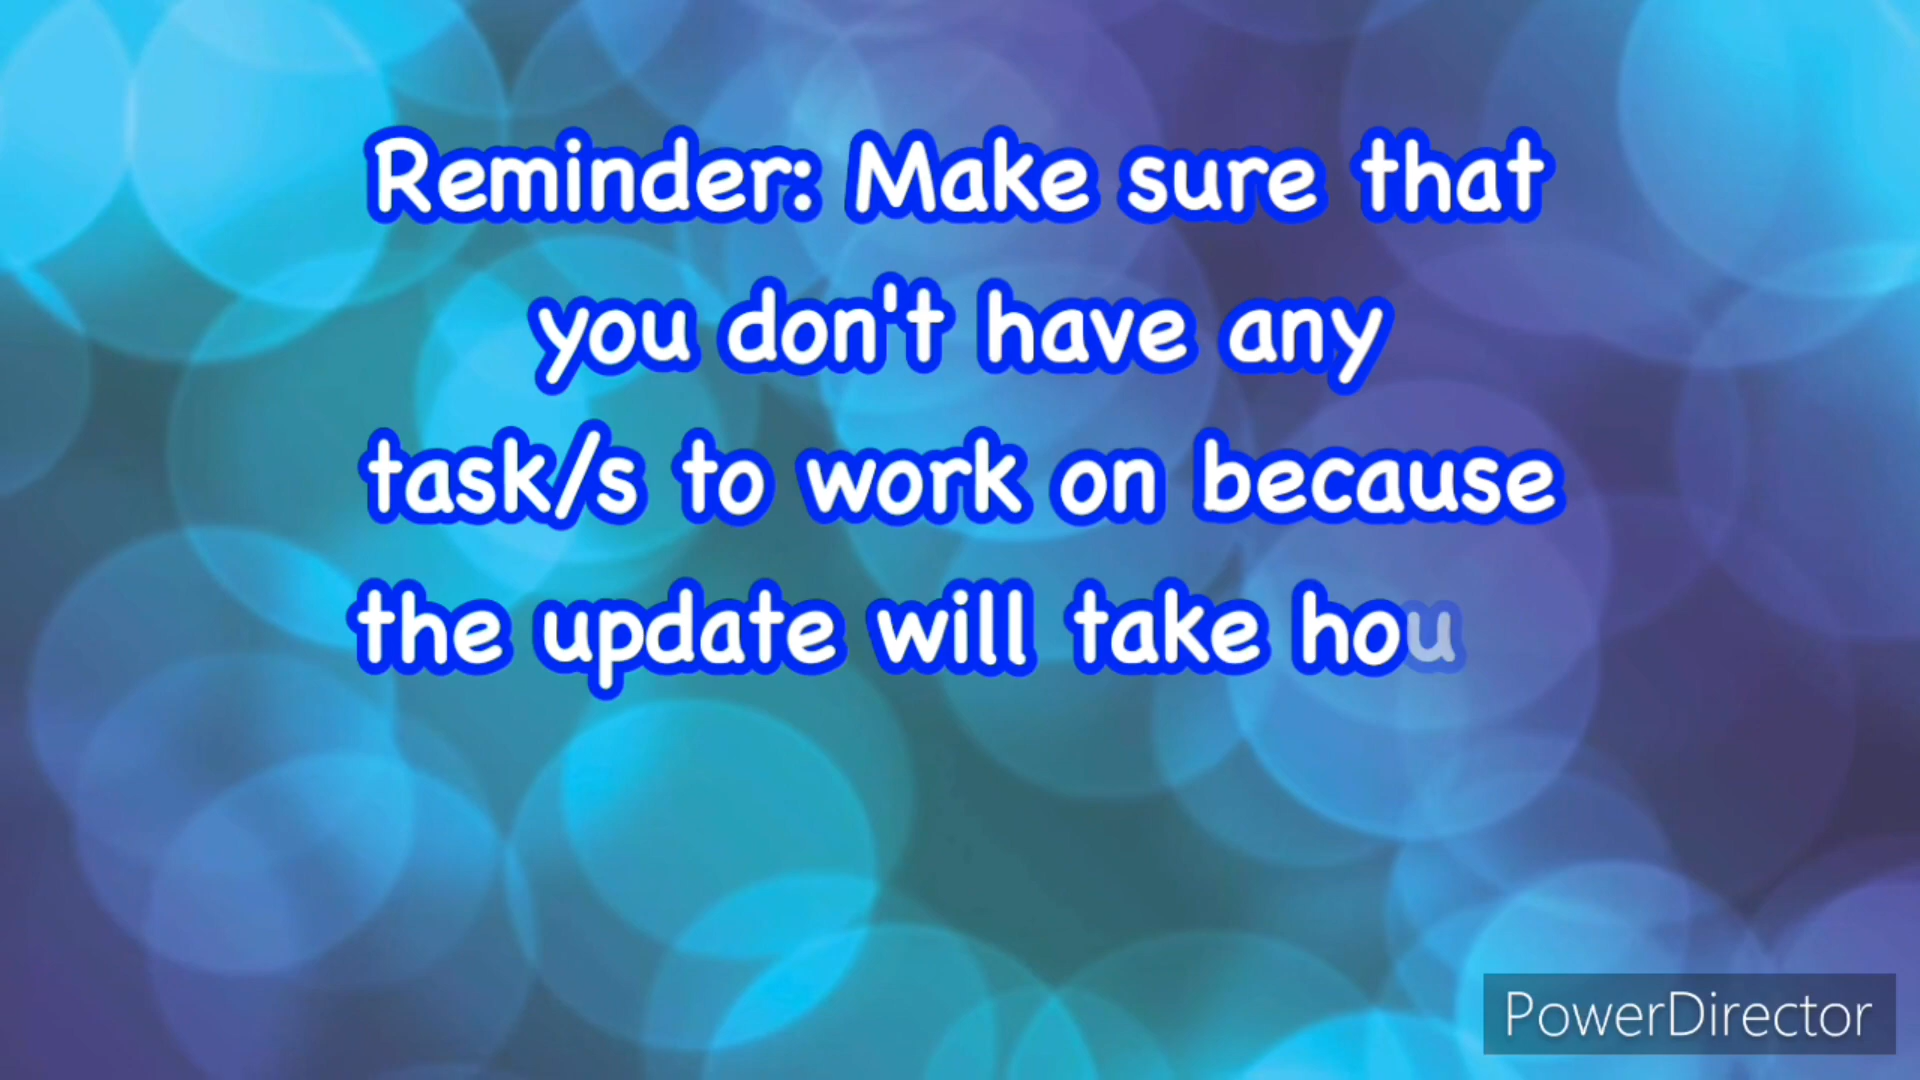 Reminder: Make sure that
you don't have any
task/s to work on because
the update will take hou
PowerDirector